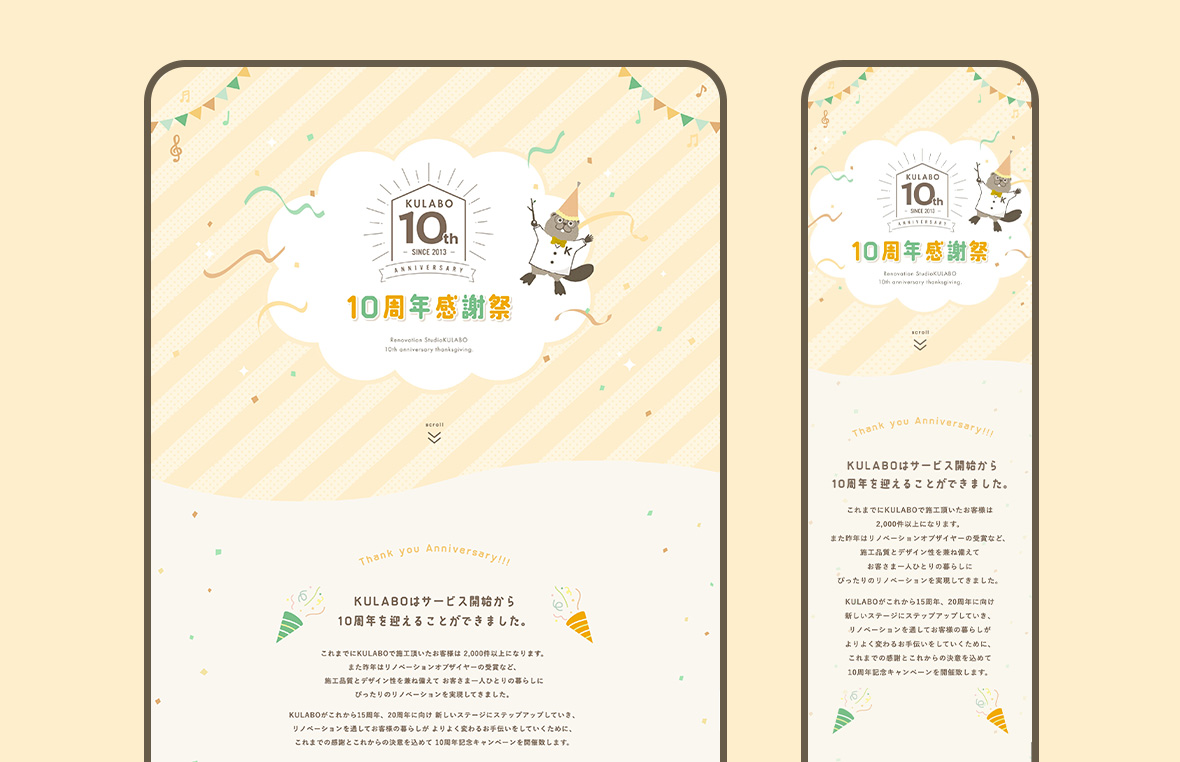 KULABO
10th
SINCE 2013
ANNIVERSARY
K
10周年感謝祭
Renovation StudioKULABO
10th anniversary thanksgiving.
scroll
Thank you Anniversary!!!
KULABOはサービス開始から
10周年を迎えることができました。
これまでにKULABOで施工頂いたお客様は 2,000件以上になります。
また昨年はリノベーションオブザイヤーの受賞など、
施工品質とデザイン性を兼ね備えて お客さま一人ひとりの暮らしに
ぴったりのリノベーションを実現してきました。
KULABOがこれから15周年、20周年に向け 新しいステージにステップアップしていき、
リノベーションを通してお客様の暮らしが よりよく変わるお手伝いをしていくために、
これまでの感謝とこれからの決意を込めて 10周年記念キャンペーンを開催致します。
KULABO
10th
SINCE 2013
ANNIVERSARY
K
10周年感謝祭
Renovation StudioKULABO
10th anniversary thanksgiving.
scroll
Thank you Anniversary!!!
KULABOはサービス開始から
10周年を迎えることができました。
これまでにKULABOで施工頂いたお客様は
2,000件以上になります。
また昨年はリノベーションオブザイヤーの受賞など、
施工品質とデザイン性を兼ね備えて
お客さま一人ひとりの暮らしに
ぴったりのリノベーションを実現してきました。
KULABOがこれから15周年、20周年に向け
新しいステージにステップアップしていき、
リノベーションを通してお客様の暮らしが
よりよく変わるお手伝いをしていくために、
これまでの感謝とこれからの決意を込めて
10周年記念キャンペーンを開催致します。